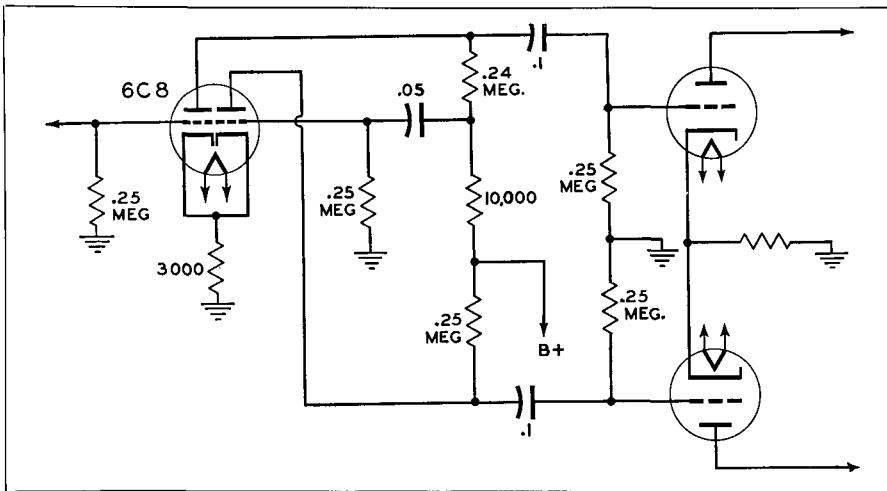 .1
.24
MEG.
6C8
.05
.25
MEG
.25
MEG
10,000
.25
MEG
3000
.25
MEG
B+
.25
MEG.
.1